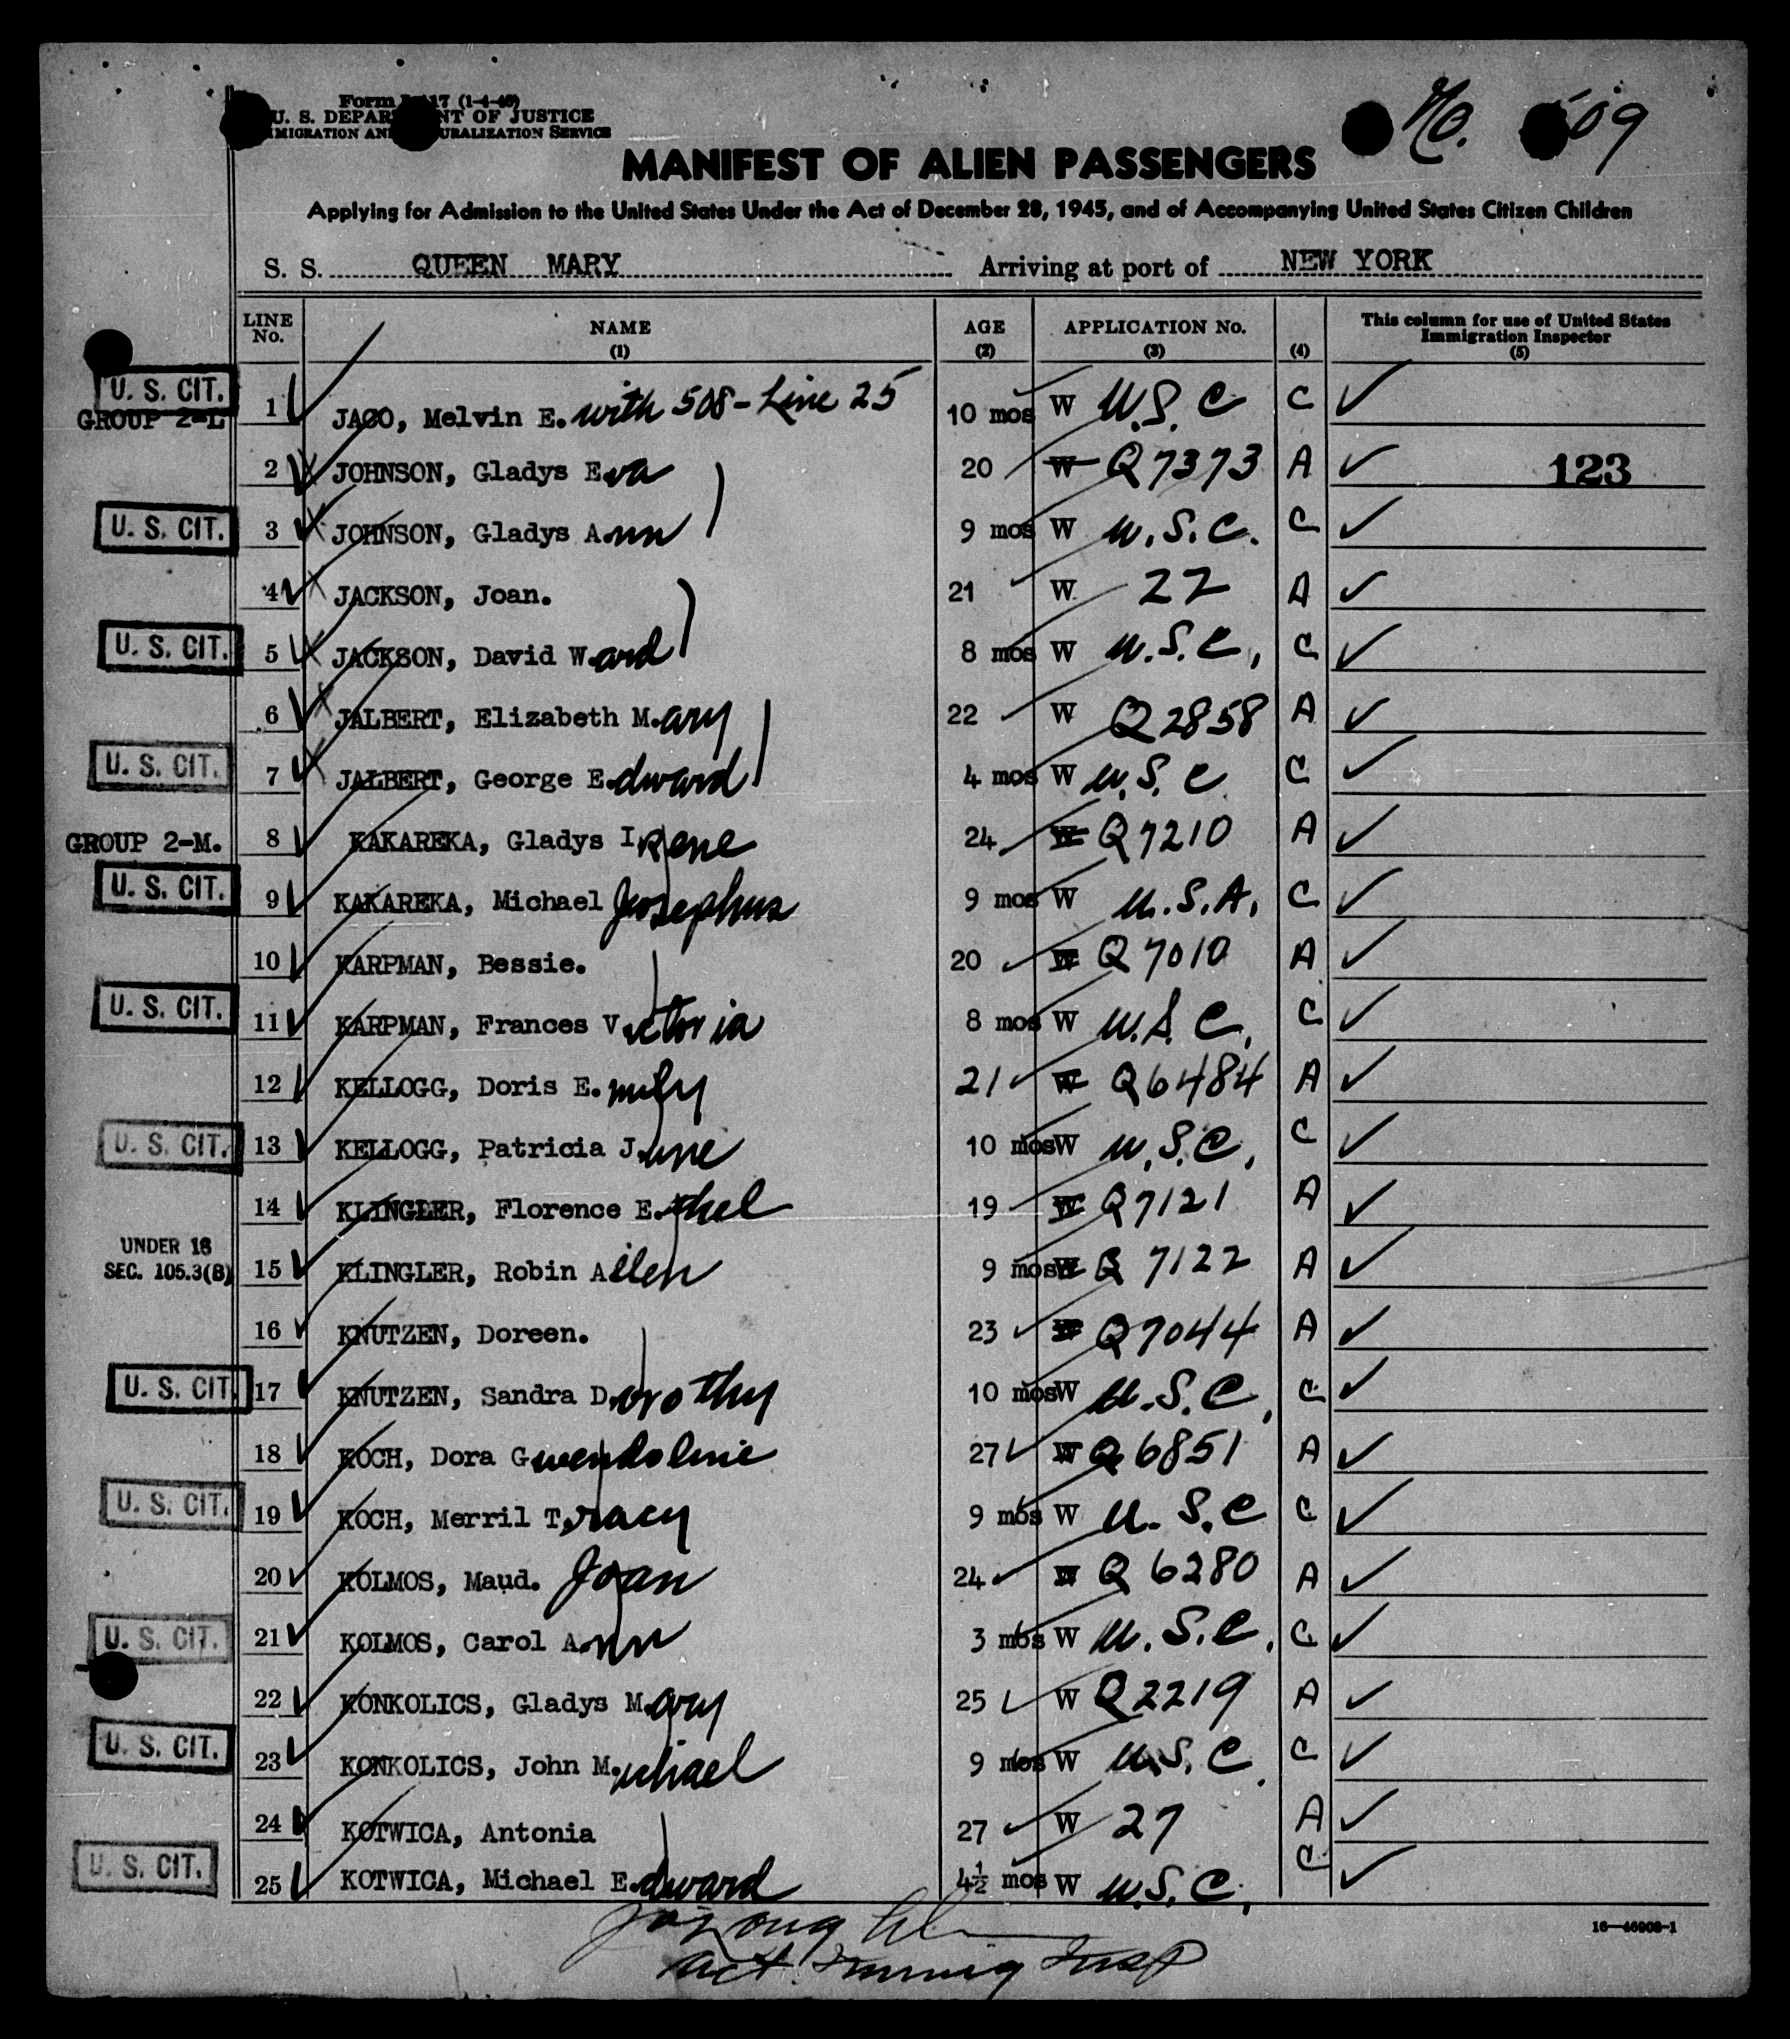 Form I-417 (1-4-46)
U. S. DEPARTMENT OF JUSTICE
IMMIGRATION AND NATURALIZATION SERVICE
No. 509
MANIFEST OF ALIEN PASSENGERS
Applying for Admission to the United States Under the Act of December 28, 1945, and of Accompanying United States Citizen Children
S. S. QUEEN MARY Arriving at port of NEW YORK
LINE No. NAME (1) AGE (2) APPLICATION No. (3) (4) This column for use of United States Immigration Inspector (5)
U. S. CIT.
GROUP 2-L 1 JAGO, Melvin E. with 508 - Line 25 10 mos W U.S.C C
2 JOHNSON, Gladys Eva 20 W Q7373 A 123
U. S. CIT. 3 JOHNSON, Gladys Ann 9 mos W U.S.C. C
4 JACKSON, Joan. 21 W 22 A
U. S. CIT. 5 JACKSON, David Ward 8 mos W U.S.C. C
6 JALBERT, Elizabeth M.ary 22 W Q2858 A
U. S. CIT. 7 JALBERT, George Edward 4 mos W U.S.C C
GROUP 2-M. 8 KAKAREKA, Gladys IRene 24 W Q7210 A
U. S. CIT. 9 KAKAREKA, Michael Josephus 9 mos W U.S.A. C
10 KARPMAN, Bessie. 20 W Q7010 A
U. S. CIT. 11 KARPMAN, Frances Victoria 8 mos W U.S.C. C
12 KELLOGG, Doris E.mily 21 W Q6484 A
U. S. CIT. 13 KELLOGG, Patricia June 10 mos W U.S.C. C
14 KLINGLER, Florence E.thel 19 W Q7121 A
UNDER 16
SEC. 105.3(B) 15 KLINGLER, Robin Allen 9 mos W Q 7122 A
16 KNUTZEN, Doreen. 23 W Q7044 A
U. S. CIT. 17 KNUTZEN, Sandra Dorothy 10 mos W U.S.C. C
18 KOCH, Dora Gwendoline 27 W Q6851 A
U. S. CIT. 19 KOCH, Merril Tracy 9 mos W U.S.C C
20 KOLMOS, Maud. Joan 24 W Q 6280 A
U. S. CIT. 21 KOLMOS, Carol Ann 3 mos W U.S.C. C
22 KONKOLICS, Gladys Mary 25 W Q2219 A
U. S. CIT. 23 KONKOLICS, John M.ichael 9 mos W U.S.C. C
24 KOTWICA, Antonia 27 W 27 A
U. S. CIT. 25 KOTWICA, Michael Edward 4½ mos W U.S.C. C
Act. Immig Insp
16—46908-1